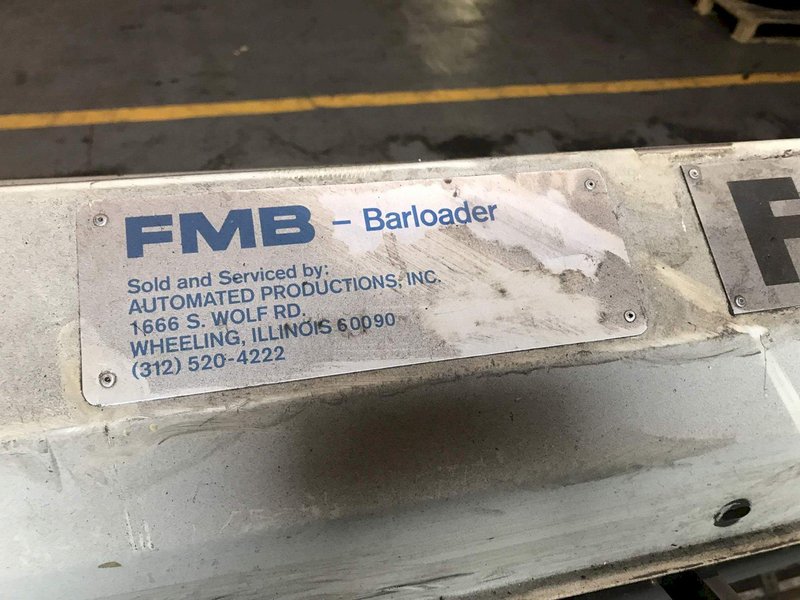 FMB – Barloader
Sold and Serviced by:
AUTOMATED PRODUCTIONS, INC.
1666 S. WOLF RD.
WHEELING, ILLINOIS 60090
(312) 520-4222
F